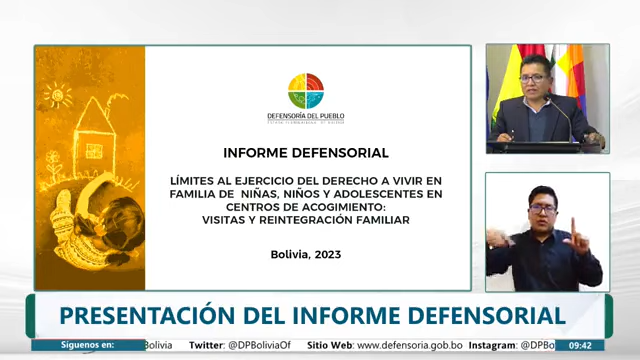 DEFENSORÍA DEL PUEBLO
INFORME DEFENSORIAL
LÍMITES AL EJERCICIO DEL DERECHO A VIVIR EN
FAMILIA DE NIÑAS, NIÑOS Y ADOLESCENTES EN
CENTROS DE ACOGIMIENTO:
VISITAS Y REINTEGRACIÓN FAMILIAR
Bolivia, 2023
PRESENTACIÓN DEL INFORME DEFENSORIAL
Síguenos en: Bolivia Twitter: @DPBoliviaOf Sitio Web: www.defensoria.gob.bo Instagram: @DPBo 09:42